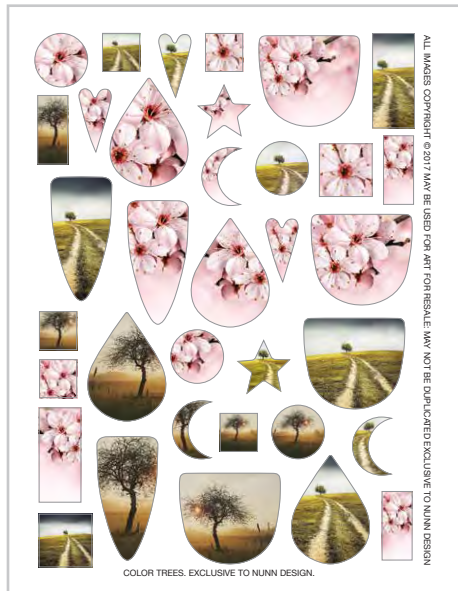 ALL IMAGES COPYRIGHT © 2017 MAY BE USED FOR ART FOR RESALE: MAY NOT BE DUPLICATED EXCLUSIVE TO NUNN DESIGN
COLOR TREES. EXCLUSIVE TO NUNN DESIGN.